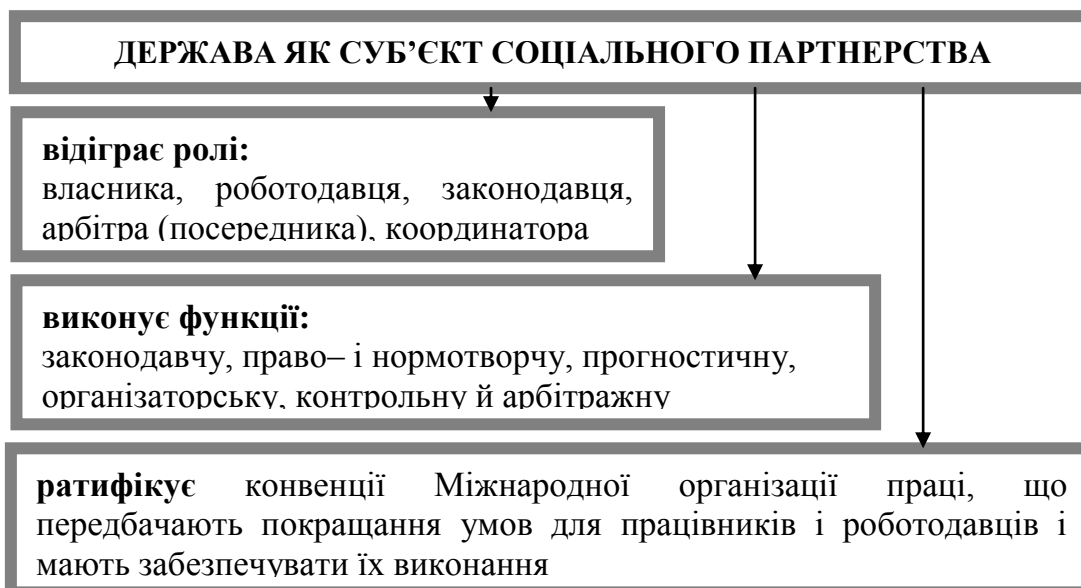 ДЕРЖАВА ЯК СУБ’ЄКТ СОЦІАЛЬНОГО ПАРТНЕРСТВА
відіграє ролі:
власника, роботодавця, законодавця,
арбітра (посередника), координатора
виконує функції:
законодавчу, право– і нормотворчу, прогностичну,
організаторську, контрольну й арбітражну
ратифікує конвенції Міжнародної організації праці, що
передбачають покращання умов для працівників і роботодавців і
мають забезпечувати їх виконання